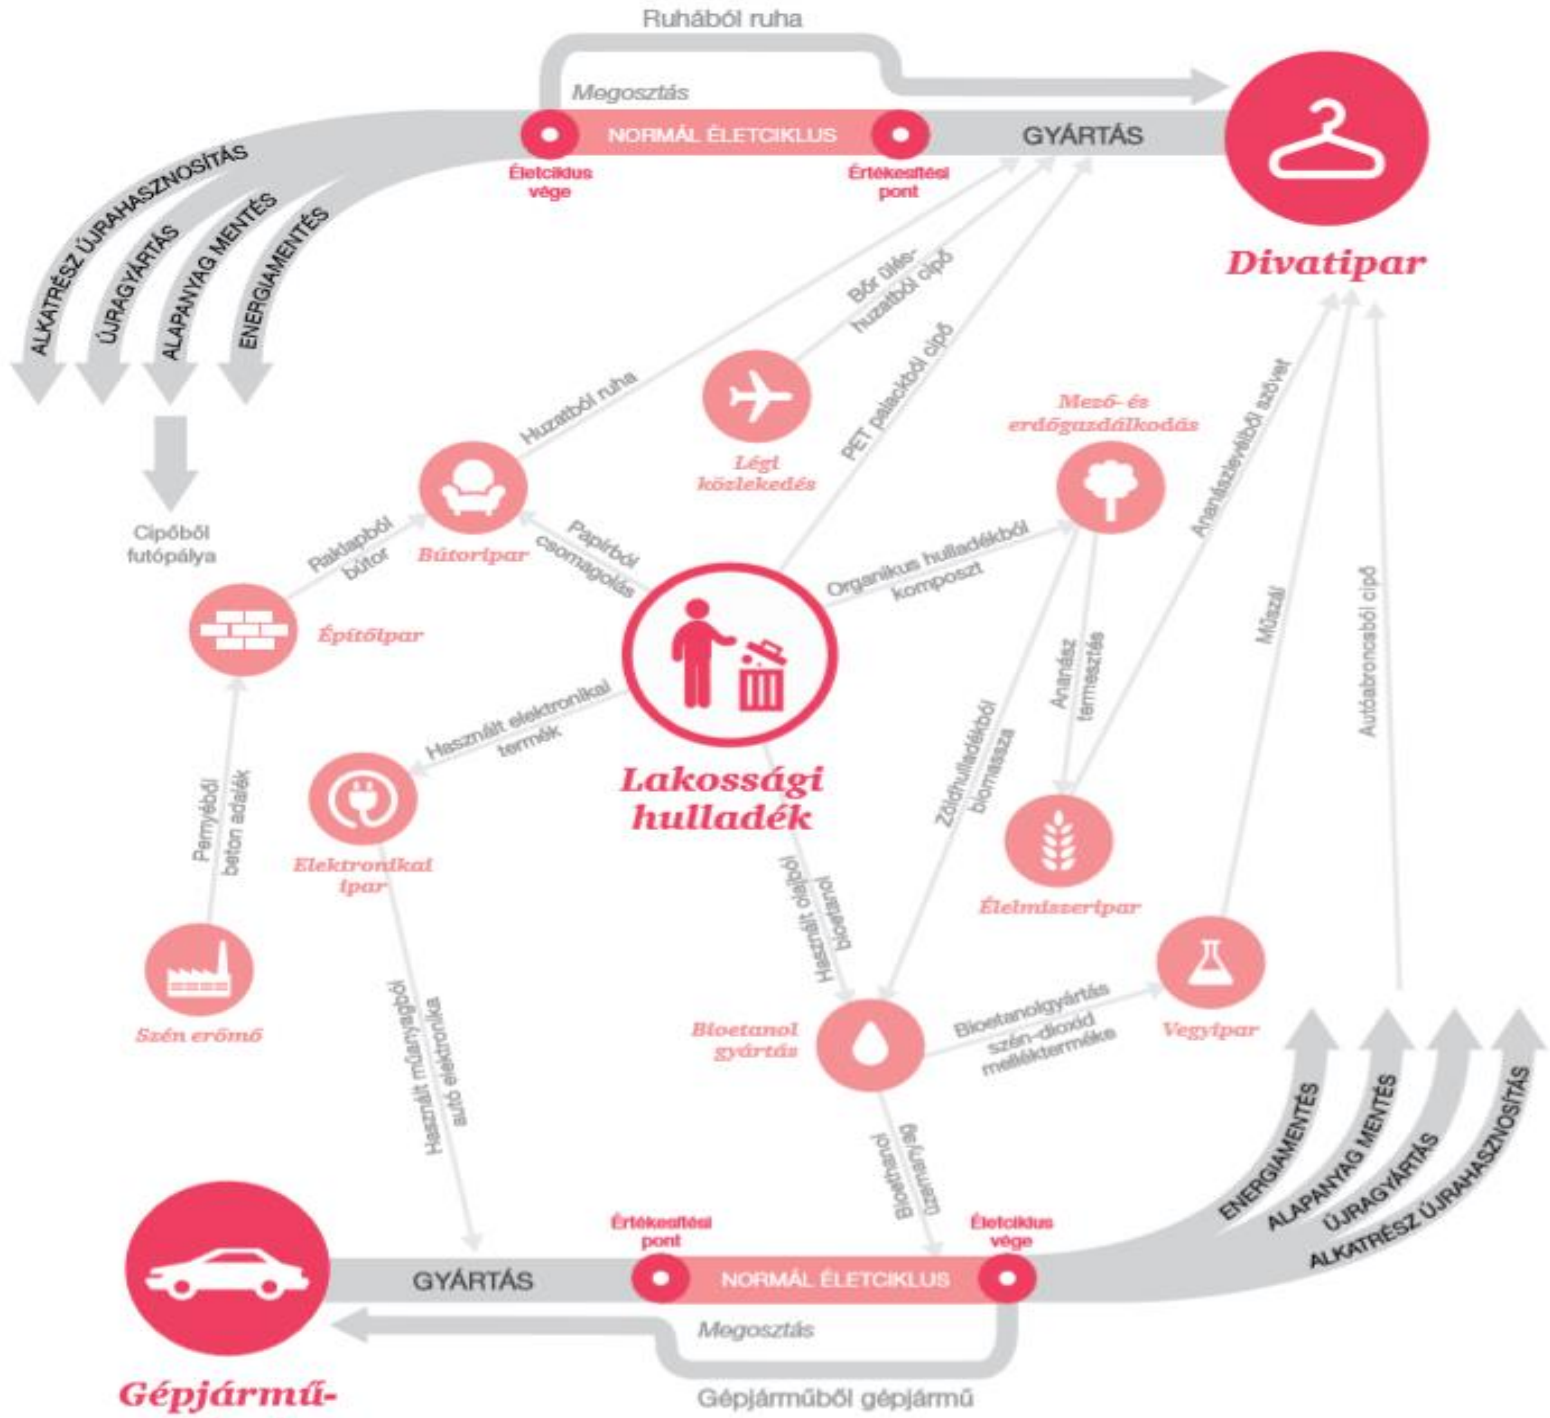 Ruhából ruha
Megosztás
NORMÁL ÉLETCIKLUS
GYÁRTÁS
Életciklus
vége
Értékesítési
pont
Divatipar
ALKATRÉSZ ÚJRAHASZNOSÍTÁS
ÚJRAGYÁRTÁS
ALAPANYAG MENTÉS
ENERGIAMENTÉS
Cipőből
futópálya
Huzatból ruha
Bőr ülés-
huzatból cipő
PET palackból cipő
Légi
közlekedés
Mező- és
erdőgazdálkodás
Ananászlevélből szövet
Raklapból
bútor
Bútoripar
Papírból
csomagolás
Organikus hulladékból
komposzt
Építőipar
Műszál
Autóabroncsból cipő
Ananász
termesztés
Használt elektronikai
termék
Lakossági
hulladék
Zöldhulladékból
biomassza
Pernyéből
beton adalék
Elektronikai
ipar
Használt olajból
bioetanol
Élelmiszeripar
Szén erőmő
Használt műanyagból
autó elektronika
Bioetanol
gyártás
Bioetanolgyártás
szén-dioxid
mellékterméke
Vegyipar
Bioethanol
üzemanyag
ENERGIAMENTÉS
ALAPANYAG MENTÉS
ÚJRAGYÁRTÁS
ALKATRÉSZ ÚJRAHASZNOSÍTÁS
Értékesítési
pont
Életciklus
vége
GYÁRTÁS
NORMÁL ÉLETCIKLUS
Megosztás
Gépjárműből gépjármű
Gépjármű-